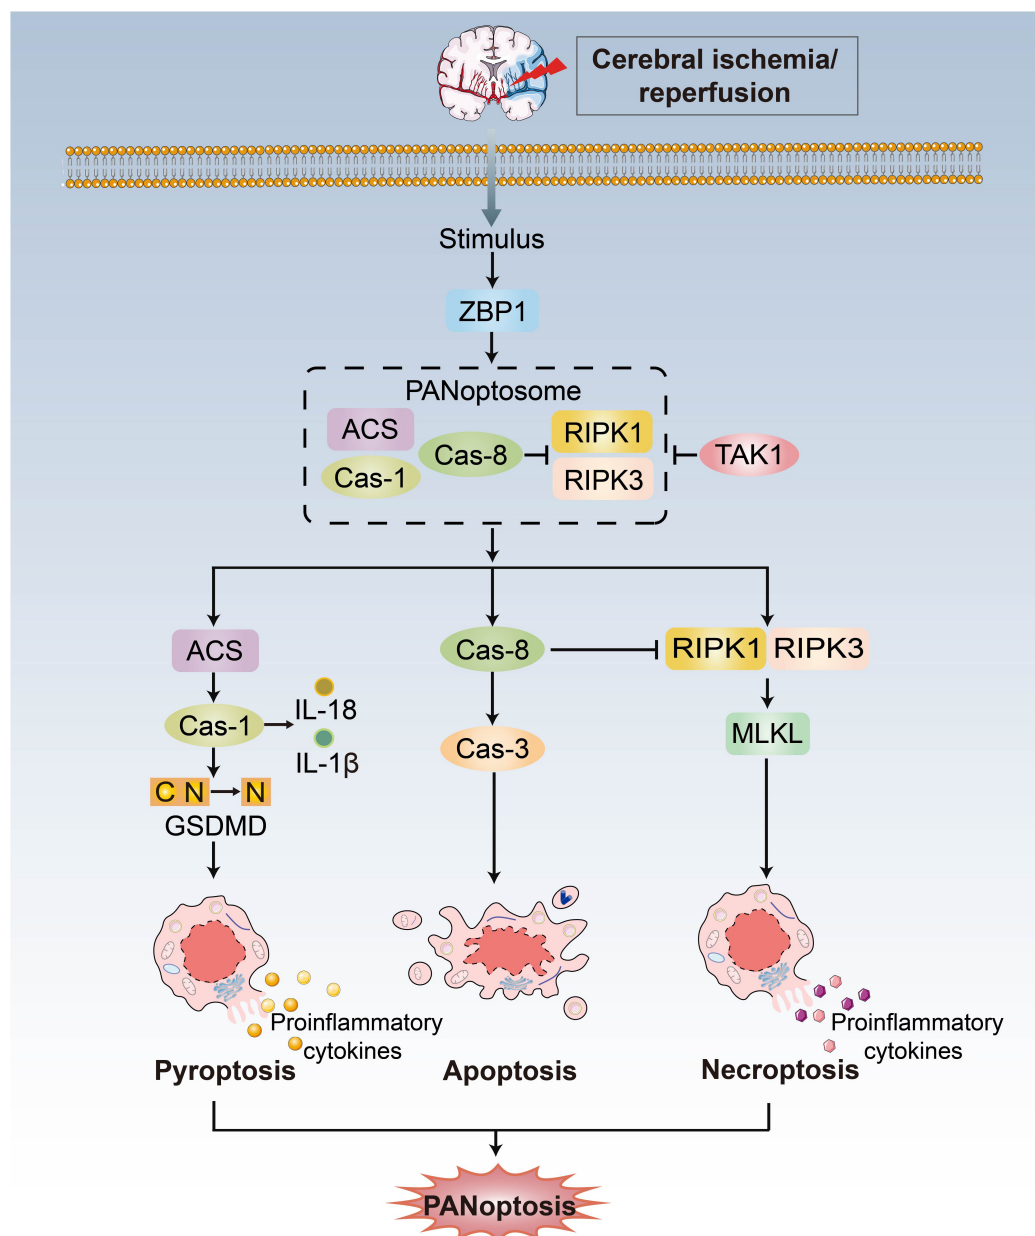 Cerebral ischemia/
reperfusion
Stimulus
ZBP1
PANoptosome
ACS
Cas-8
Cas-1
RIPK1
RIPK3
TAK1
ACS
Cas-8
RIPK1
RIPK3
Cas-1
IL-18
IL-1β
Cas-3
MLKL
C N
N
GSDMD
Proinflammatory
cytokines
Proinflammatory
cytokines
Pyroptosis
Apoptosis
Necroptosis
PANoptosis